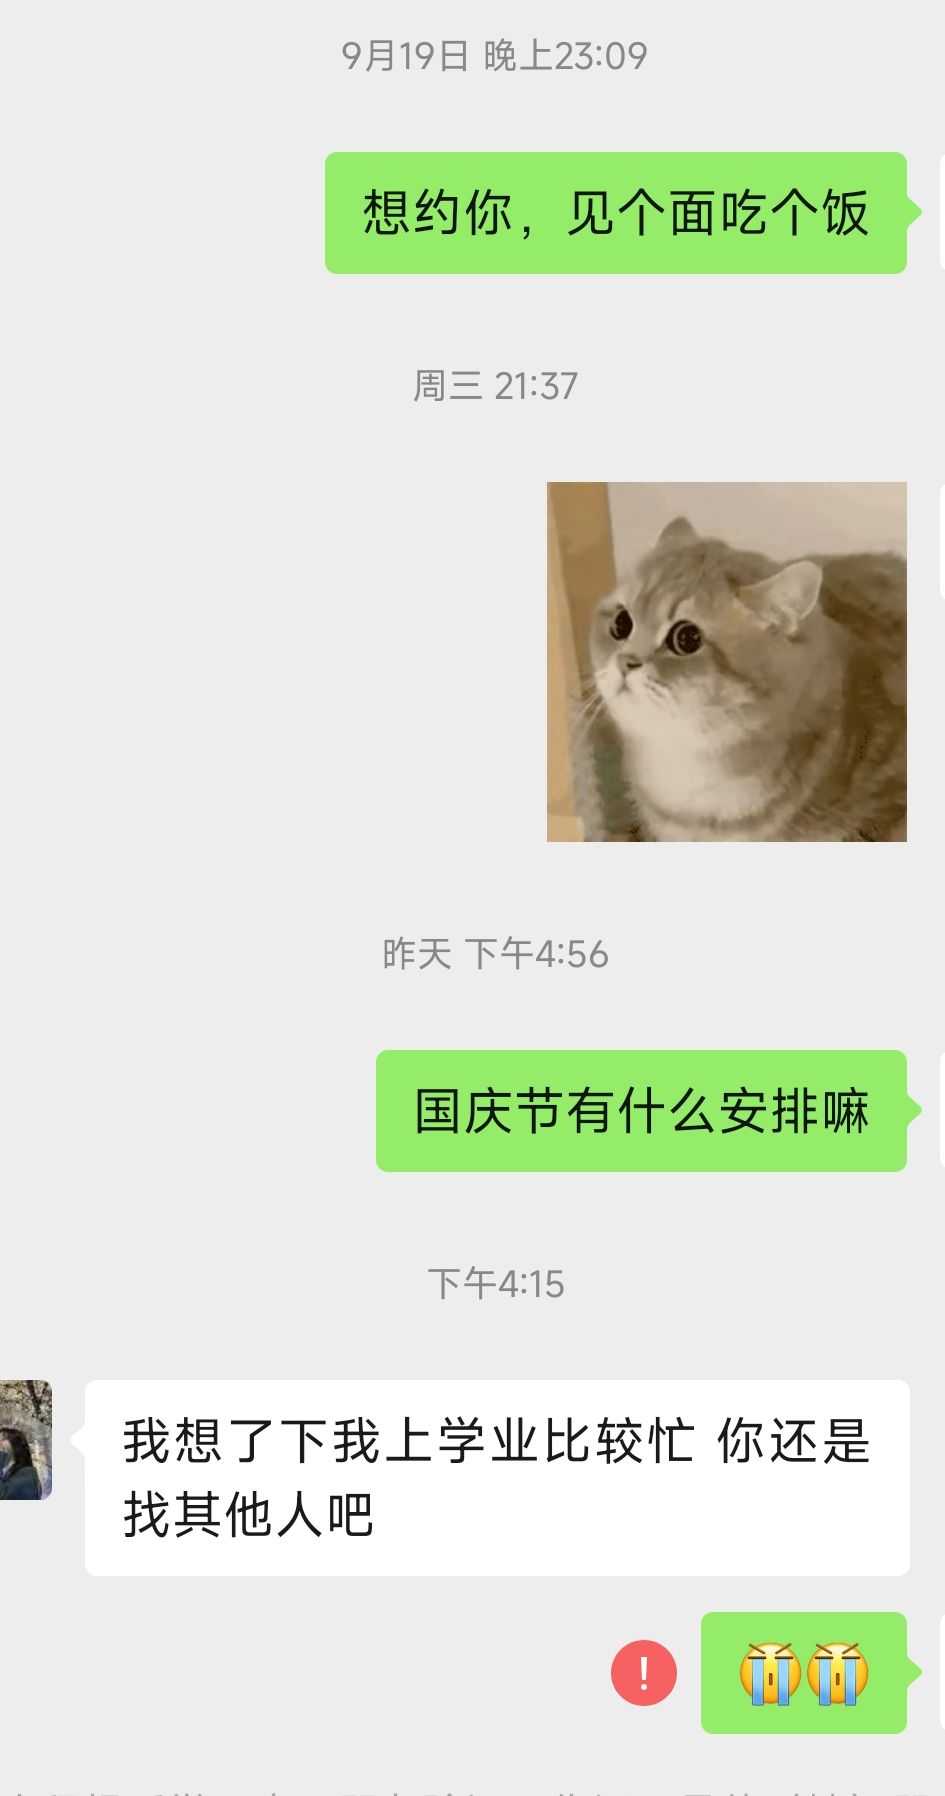 9月19日 晚上23:09
想约你，见个面吃个饭
周三 21:37
昨天 下午4:56
国庆节有什么安排嘛
下午4:15
我想了下我上学业比较忙 你还是
找其他人吧
!
😭😭